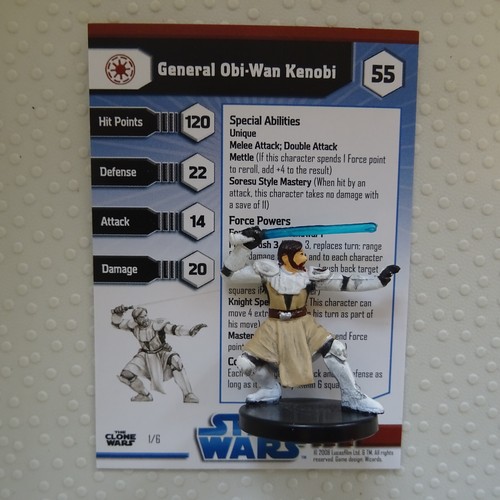 General Obi-Wan Kenobi
55
Hit Points 120
Defense 22
Attack 14
Damage 20
Special Abilities
Unique
Melee Attack; Double Attack
Mettle (If this character spends 1 Force point
to reroll, add +4 to the result)
Soresu Style Mastery (When hit by an
attack, this character takes no damage with
a save of 11)
Force Powers
3, replaces turn: range
and to each character
push back target
squares
Knight This character can
move 4 his turn as part of
his move)
Force
Each
long as squares
THE
CLONE
WARS
1/6
WARS
© 2008 Lucasfilm Ltd. & TM. All rights
reserved. Game design Wizards.